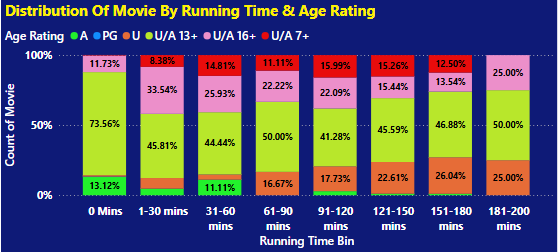 Distribution Of Movie By Running Time & Age Rating
Age Rating A PG U U/A 13+ U/A 16+ U/A 7+
Count of Movie
100%
50%
0%
11.73% 8.38% 14.81% 11.11% 15.99% 15.26% 12.50% 25.00%
33.54% 25.93% 22.22% 22.09% 15.44% 13.54%
73.56% 45.81% 44.44% 50.00% 41.28% 45.59% 46.88% 50.00%
13.12% 11.11% 16.67% 17.73% 22.61% 26.04% 25.00%
0 Mins 1-30 mins 31-60 mins 61-90 mins 91-120 mins 121-150 mins 151-180 mins 181-200 mins
Running Time Bin